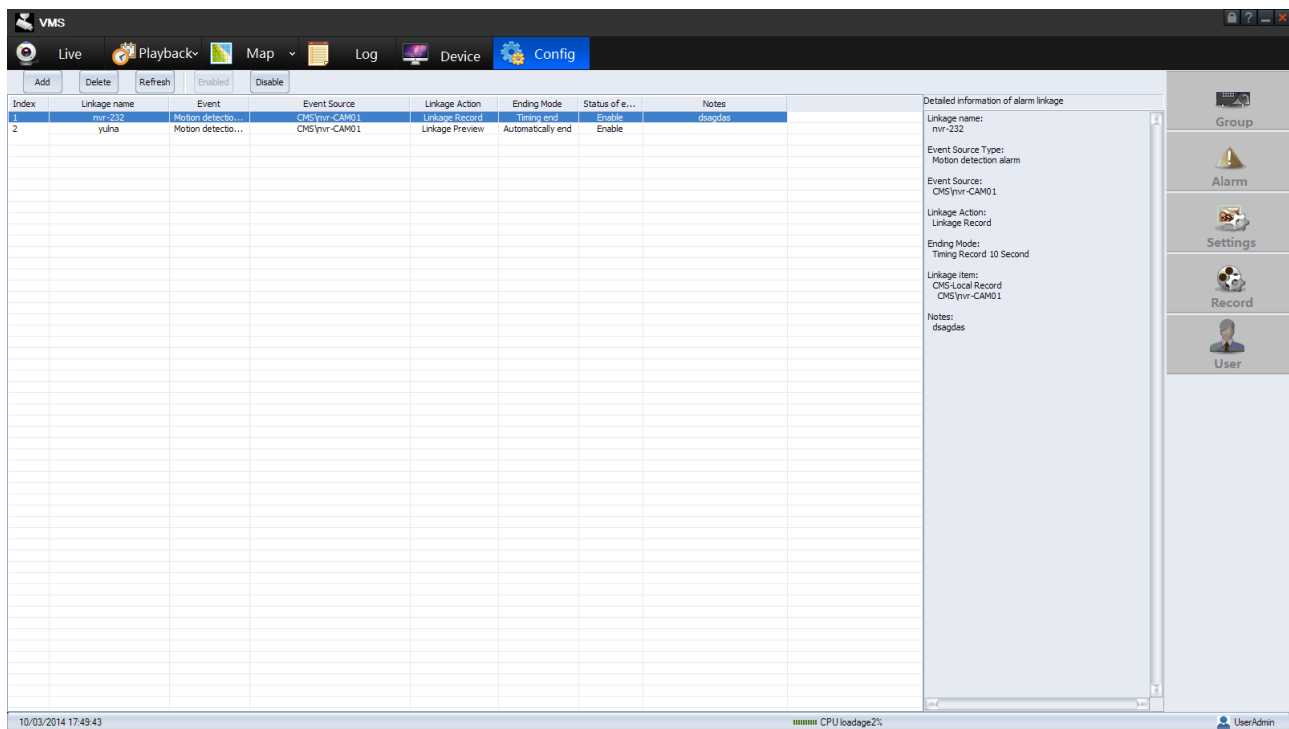 VMS
Live Playback Map Log Device Config
Add Delete Refresh Enabled Disable
Index Linkage name Event Event Source Linkage Action Ending Mode Status of e... Notes
1 nvr-232 Motion detectio... CMS\nvr-CAM01 Linkage Record Timing end Enable dsagdas
2 yulna Motion detectio... CMS\nvr-CAM01 Linkage Preview Automatically end Enable
Detailed information of alarm linkage
Linkage name:
nvr-232
Event Source Type:
Motion detection alarm
Event Source:
CMS\nvr-CAM01
Linkage Action:
Linkage Record
Ending Mode:
Timing Record 10 Second
Linkage item:
CMS-Local Record
CMS\nvr-CAM01
Notes:
dsagdas
Group
Alarm
Settings
Record
User
10/03/2014 17:49:43 CPU loadage2% UserAdmin